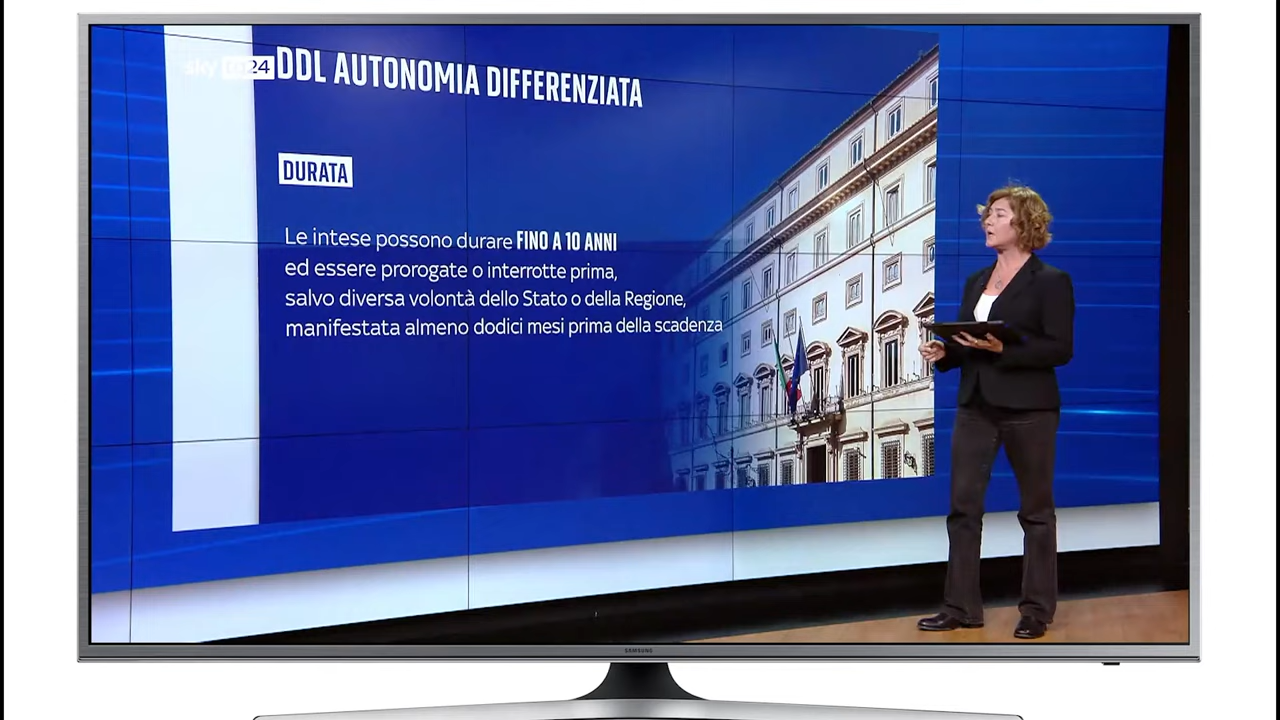 sky tg24
DDL AUTONOMIA DIFFERENZIATA
DURATA
Le intese possono durare FINO A 10 ANNI
ed essere prorogate o interrotte prima,
salvo diversa volontà dello Stato o della Regione,
manifestata almeno dodici mesi prima della scadenza
SAMSUNG